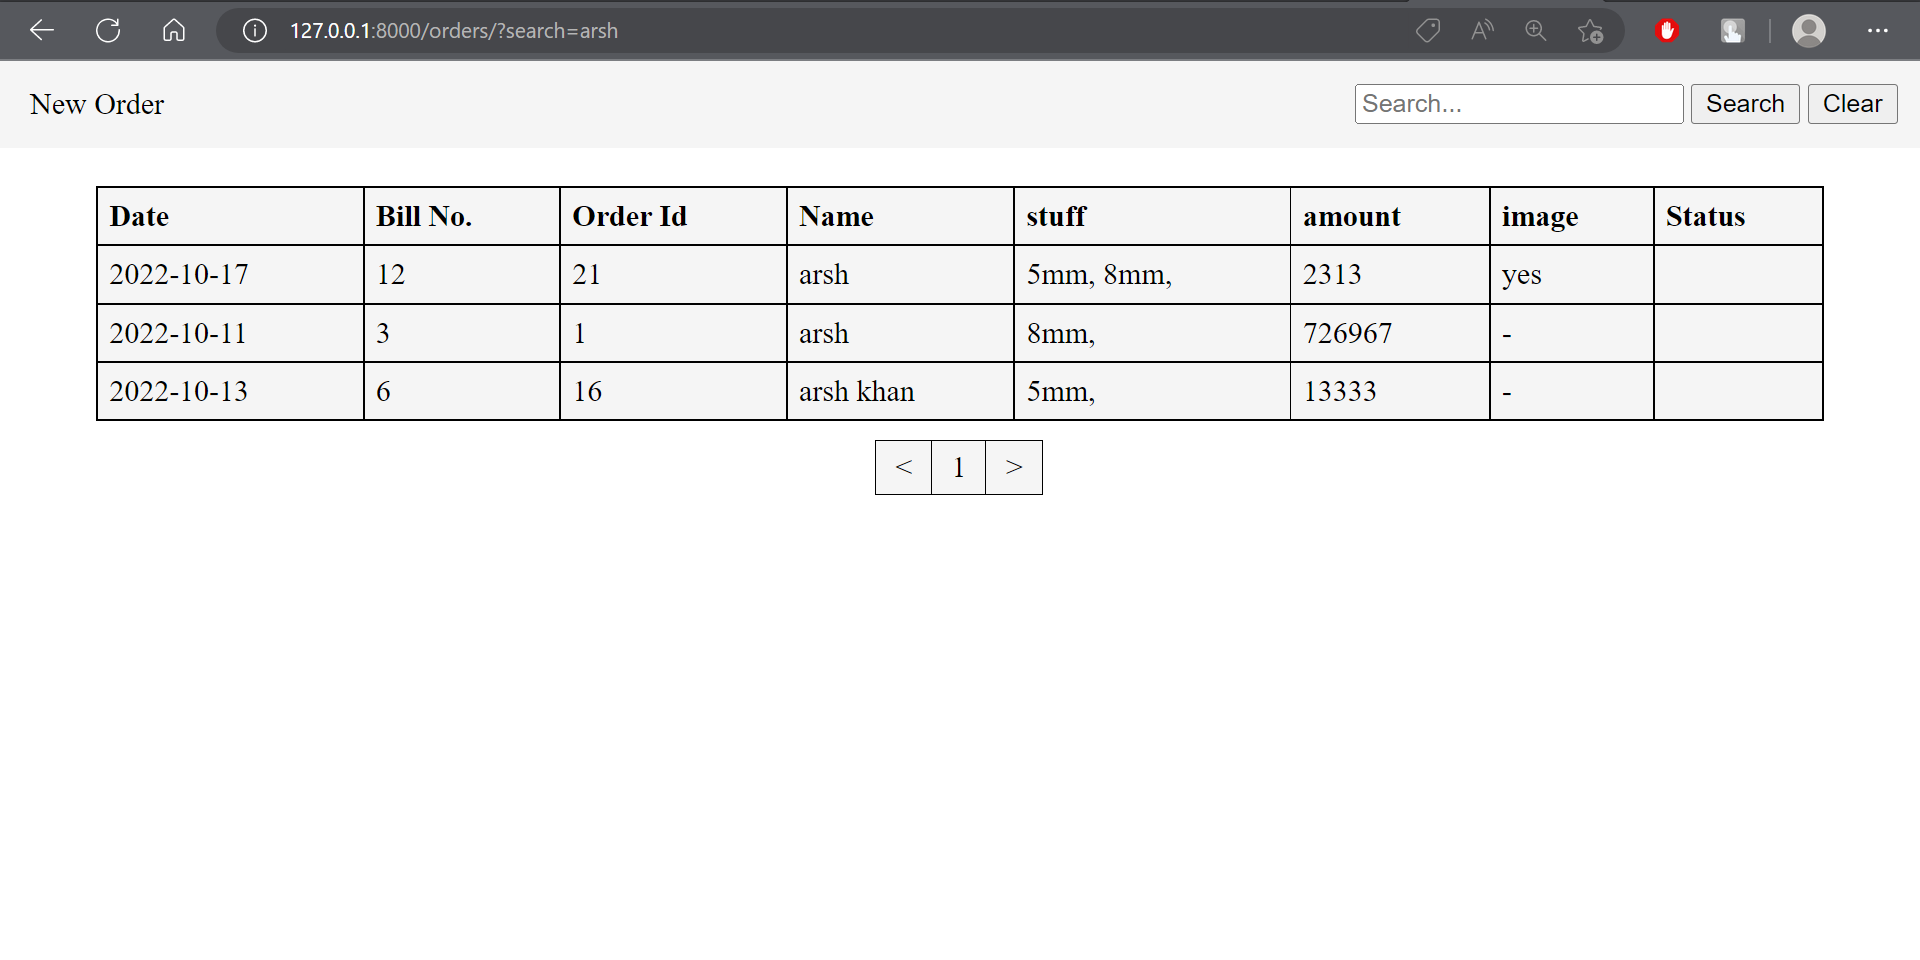 127.0.0.1:8000/orders/?search=arsh
New Order Search... Search Clear
Date Bill No. Order Id Name stuff amount image Status
2022-10-17 12 21 arsh 5mm, 8mm, 2313 yes
2022-10-11 3 1 arsh 8mm, 726967 -
2022-10-13 6 16 arsh khan 5mm, 13333 -
< 1 >